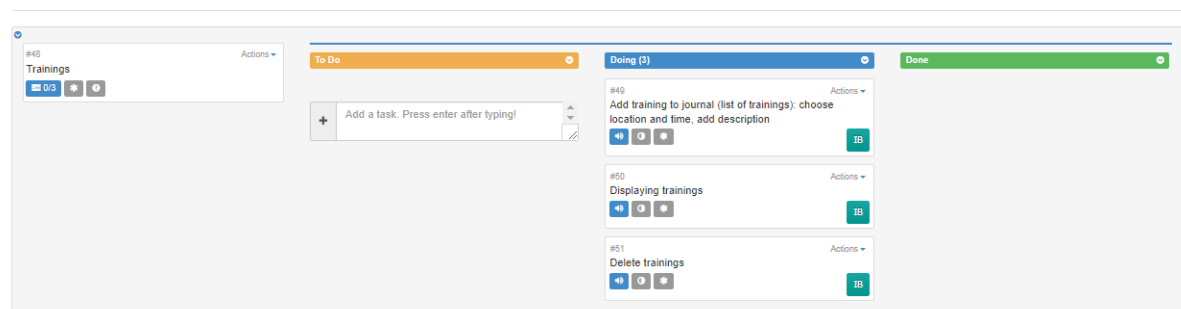 #48 Actions
Trainings
0/3
To Do
Add a task. Press enter after typing!
Doing (3)
#49 Actions
Add training to journal (list of trainings): choose
location and time, add description
IB
#50 Actions
Displaying trainings
IB
#51 Actions
Delete trainings
IB
Done